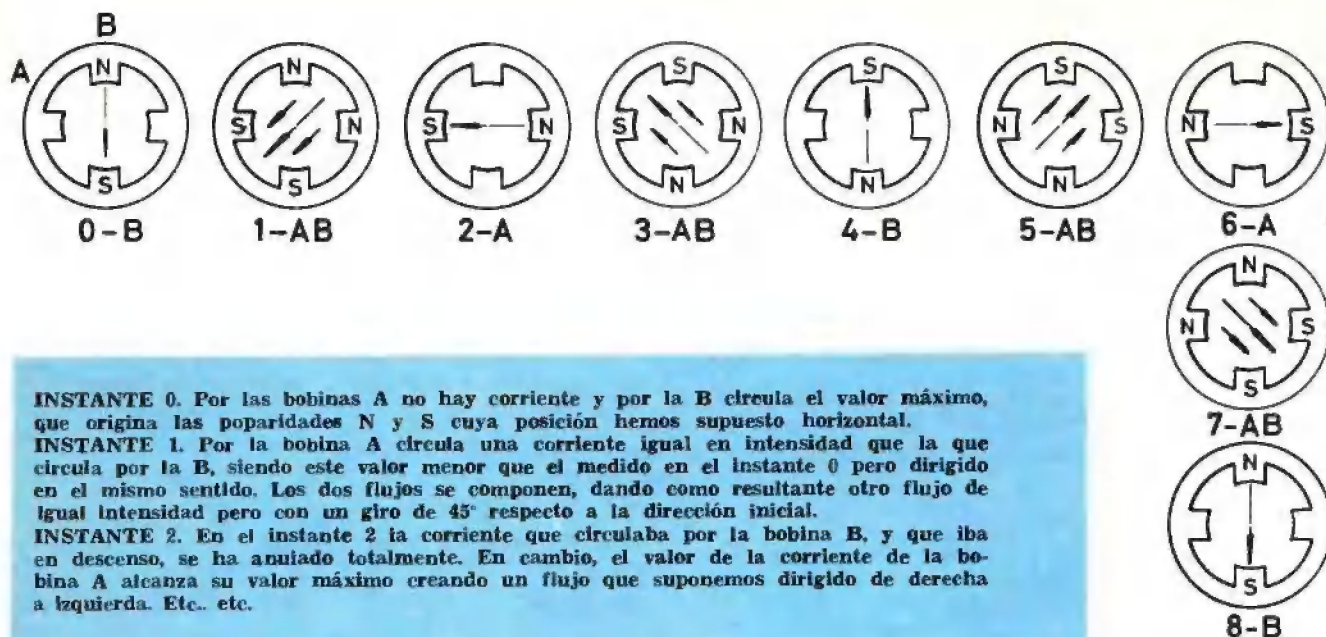 B
A
N
S
0-B
N
S N
S
1-AB
S N
2-A
S
S N
N
3-AB
S
N
4-B
S
N S
N
5-AB
N S
6-A
N
N S
S
7-AB
N
S
8-B
INSTANTE 0. Por las bobinas A no hay corriente y por la B circula el valor máximo,
que origina las poparidades N y S cuya posición hemos supuesto horizontal.
INSTANTE 1. Por la bobina A circula una corriente igual en intensidad que la que
circula por la B, siendo este valor menor que el medido en el instante 0 pero dirigido
en el mismo sentido. Los dos flujos se componen, dando como resultante otro flujo de
igual intensidad pero con un giro de 45° respecto a la dirección inicial.
INSTANTE 2. En el instante 2 la corriente que circulaba por la bobina B, y que iba
en descenso, se ha anulado totalmente. En cambio, el valor de la corriente de la bo-
bina A alcanza su valor máximo creando un flujo que suponemos dirigido de derecha
a izquierda. Etc.. etc.